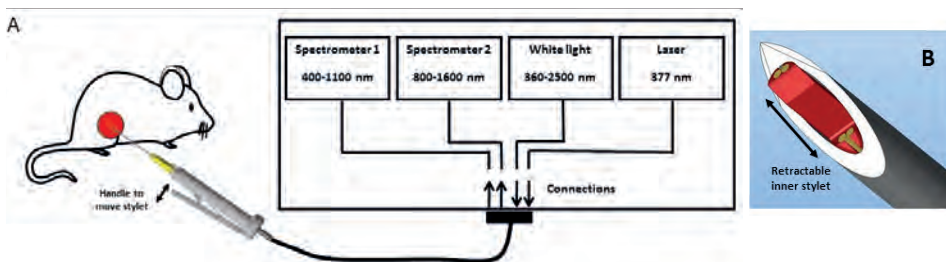 A
Spectrometer 1
400-1100 nm
Spectrometer 2
800-1600 nm
White light
360-2500 nm
Laser
377 nm
Connections
Handle to
move stylet
B
Retractable
inner stylet